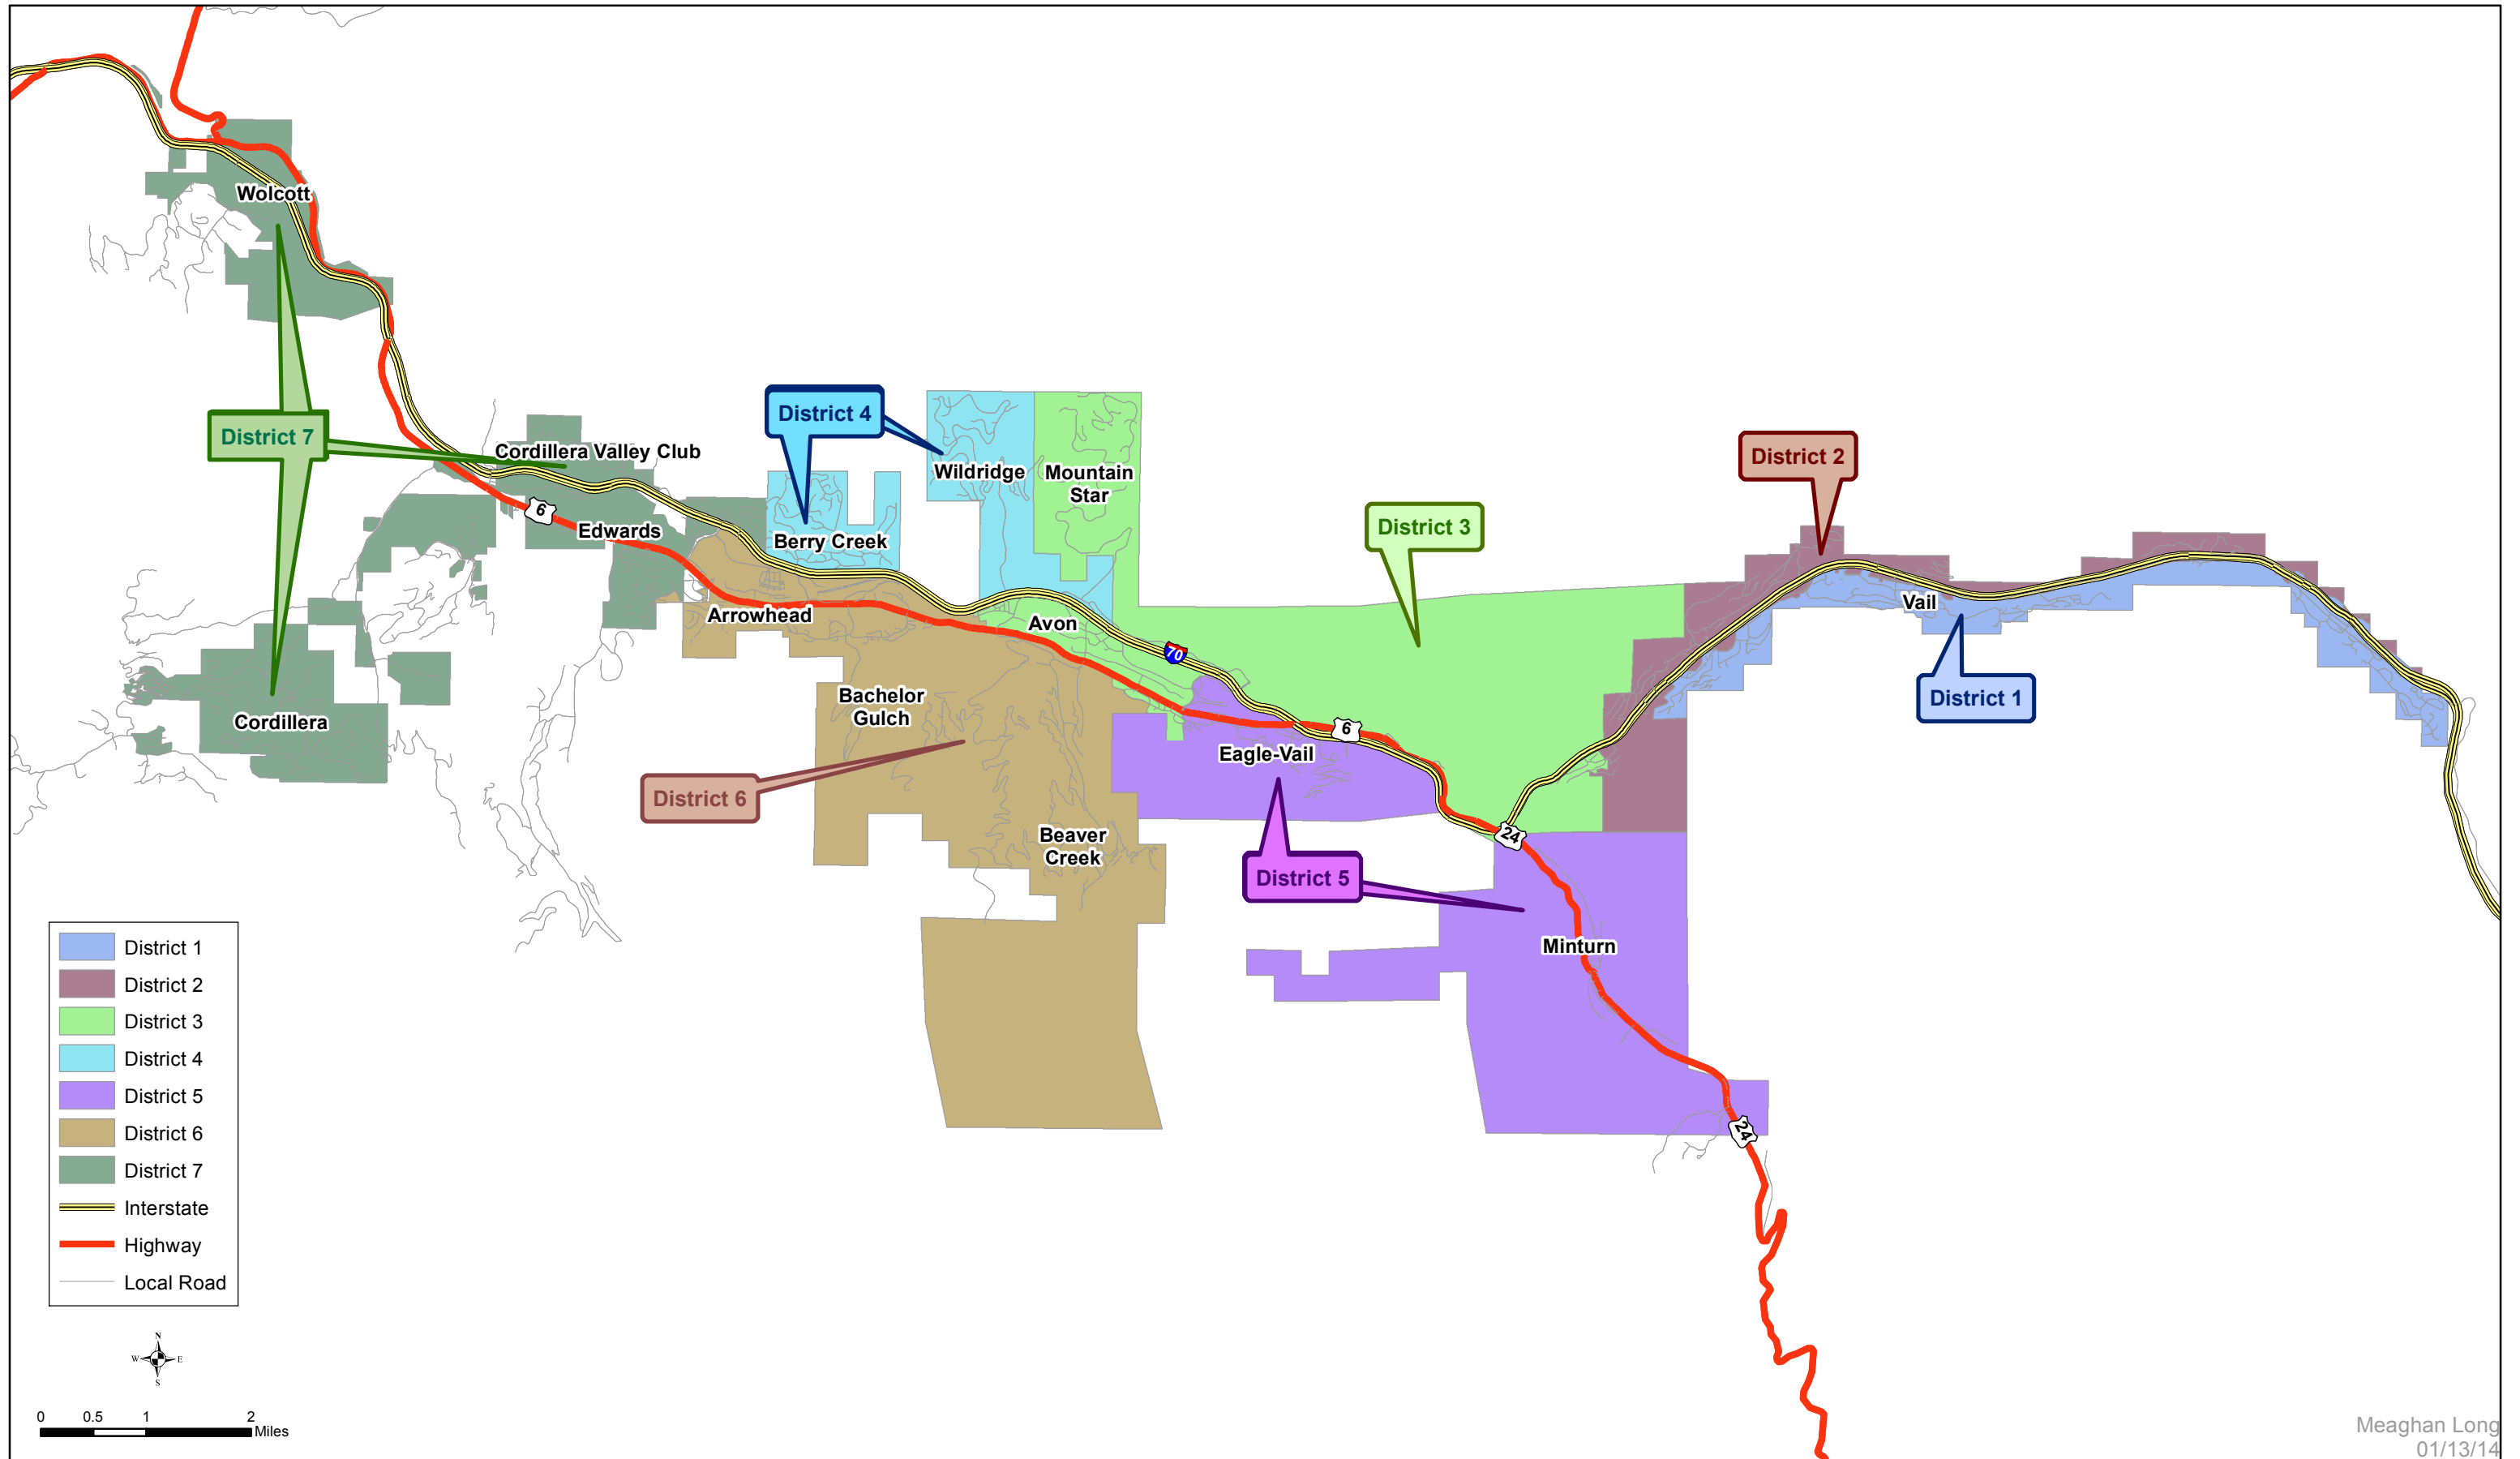 Wolcott
District 7
Cordillera Valley Club
6
Edwards
Cordillera
District 4
Wildridge
Mountain
Star
Berry Creek
Arrowhead
Avon
70
Bachelor
Gulch
District 6
Beaver
Creek
District 3
6
Eagle-Vail
District 5
24
Minturn
24
District 2
Vail
District 1
District 1
District 2
District 3
District 4
District 5
District 6
District 7
Interstate
Highway
Local Road
N
W E
S
0 0.5 1 2
Miles
Meaghan Long
01/13/14